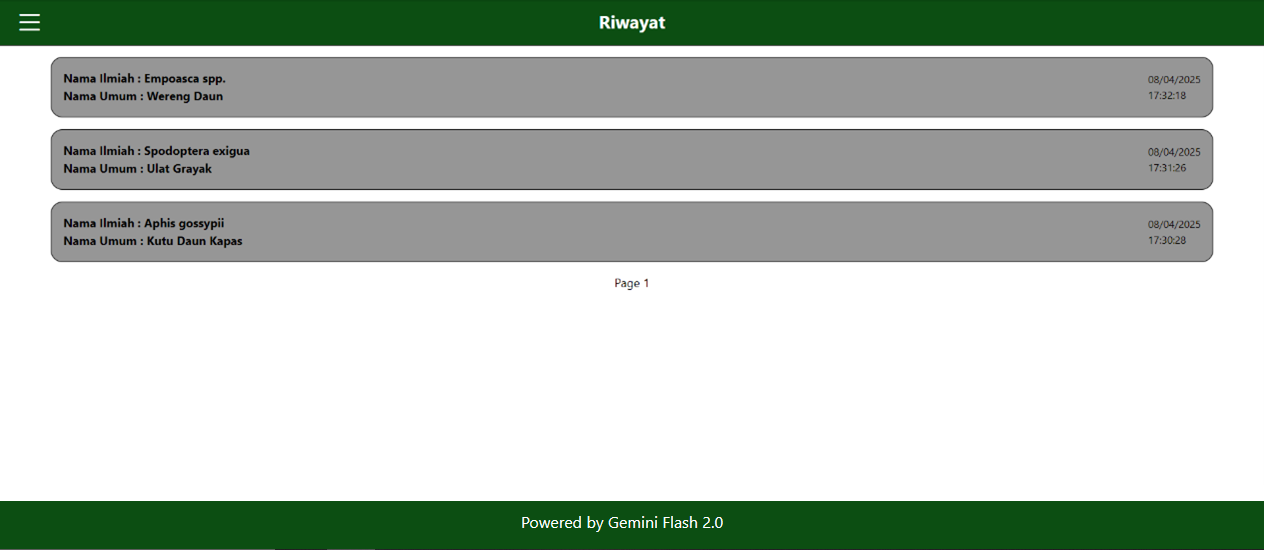 Riwayat
Nama Ilmiah : Empoasca spp.
08/04/2025
Nama Umum : Wereng Daun
17:32:18
Nama Ilmiah : Spodoptera exigua
08/04/2025
Nama Umum : Ulat Grayak
17:31:26
Nama Ilmiah : Aphis gossypii
08/04/2025
Nama Umum : Kutu Daun Kapas
17:30:28
Page 1
Powered by Gemini Flash 2.0